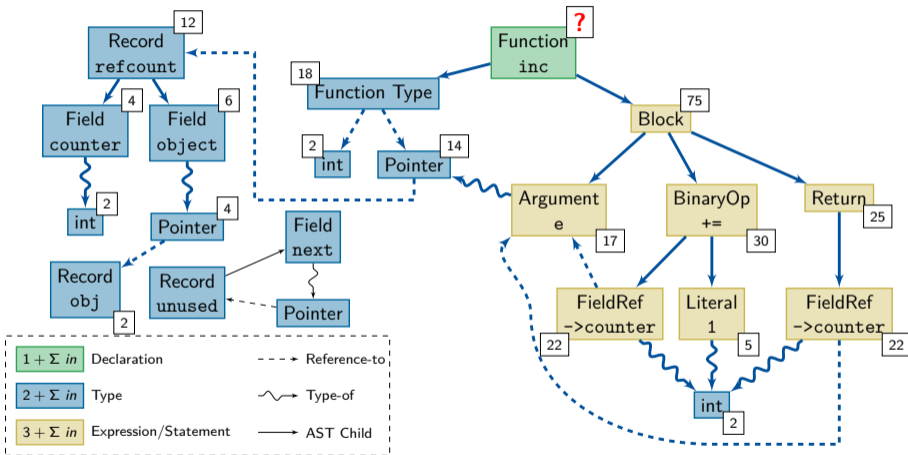 12
Record
refcount
4
Field
counter
6
Field
object
2
int
4
Pointer
Record
obj
2
Record
unused
Field
next
Pointer
?
Function
inc
18
Function Type
2
int
14
Pointer
75
Block
Argument
e
17
BinaryOp
+=
30
Return
25
FieldRef
->counter
22
Literal
1
5
FieldRef
->counter
22
int
2
1 + Σ in
Declaration
Reference-to
2 + Σ in
Type
Type-of
3 + Σ in
Expression/Statement
AST Child